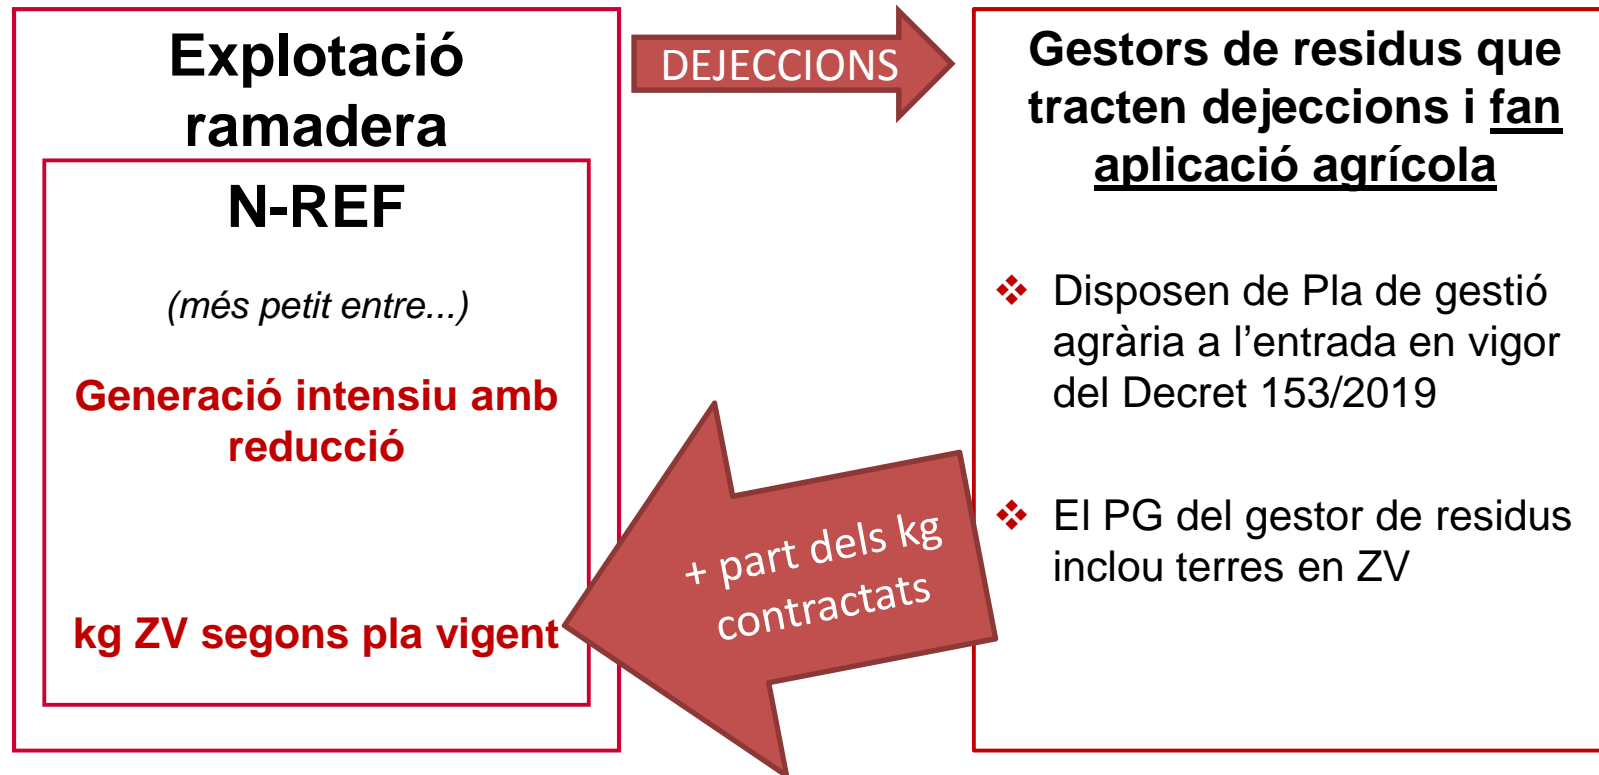 Explotació
ramadera
N-REF
(més petit entre...)
Generació intensiu amb
reducció
kg ZV segons pla vigent
DEJECCIONS
+ part dels kg
contractats
Gestors de residus que
tracten dejeccions i fan
aplicació agrícola
❖ Disposen de Pla de gestió
agrària a l’entrada en vigor
del Decret 153/2019
❖ El PG del gestor de residus
inclou terres en ZV